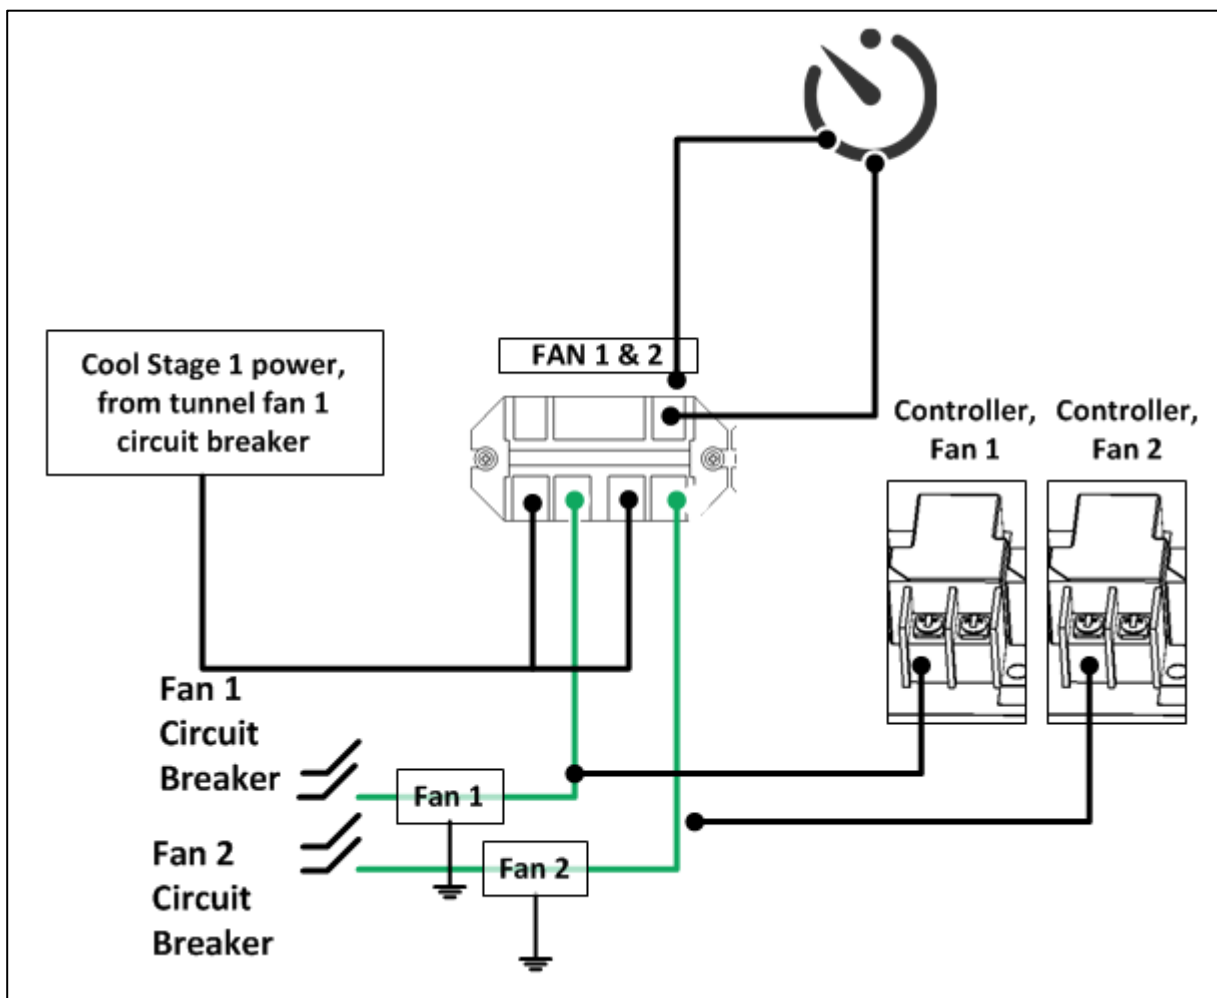 FAN 1 & 2
Cool Stage 1 power,
from tunnel fan 1
circuit breaker
Controller,
Fan 1
Controller,
Fan 2
Fan 1
Circuit
Breaker
Fan 1
Fan 2
Circuit
Breaker
Fan 2